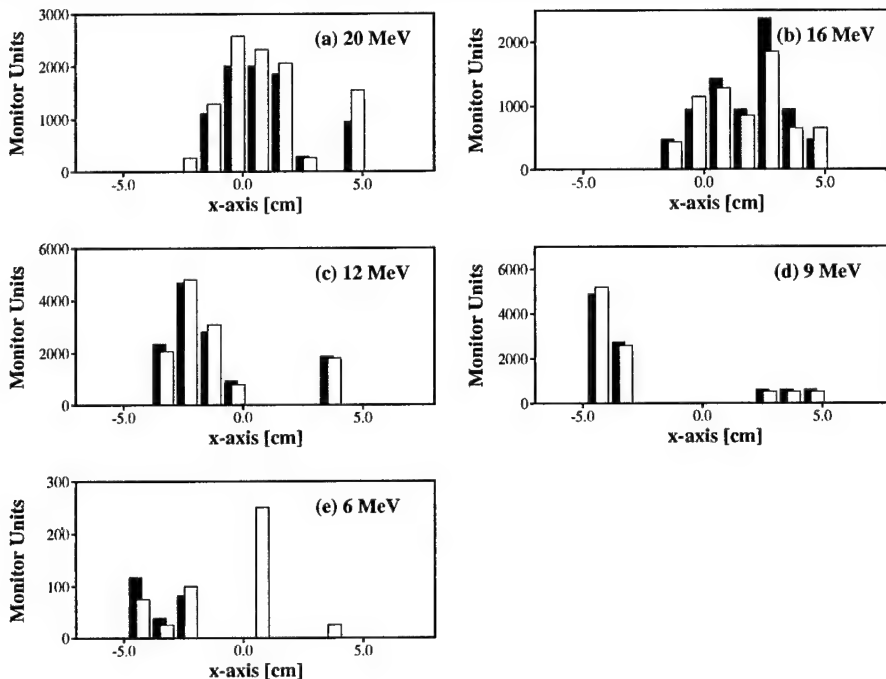 (a) 20 MeV
Monitor Units
3000
2000
1000
0
-5.0 0.0 5.0
x-axis [cm]
(b) 16 MeV
Monitor Units
2000
1000
0
-5.0 0.0 5.0
x-axis [cm]
(c) 12 MeV
Monitor Units
6000
4000
2000
0
-5.0 0.0 5.0
x-axis [cm]
(d) 9 MeV
Monitor Units
6000
4000
2000
0
-5.0 0.0 5.0
x-axis [cm]
(e) 6 MeV
Monitor Units
300
200
100
0
-5.0 0.0 5.0
x-axis [cm]